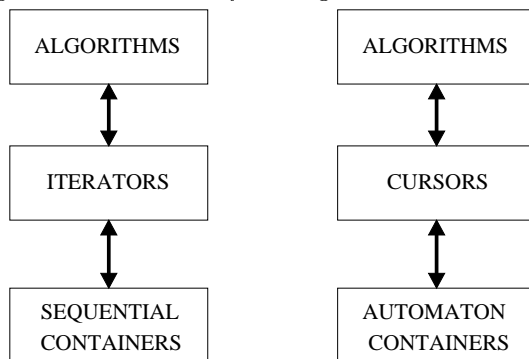 ALGORITHMS
ITERATORS
SEQUENTIAL
CONTAINERS
ALGORITHMS
CURSORS
AUTOMATON
CONTAINERS